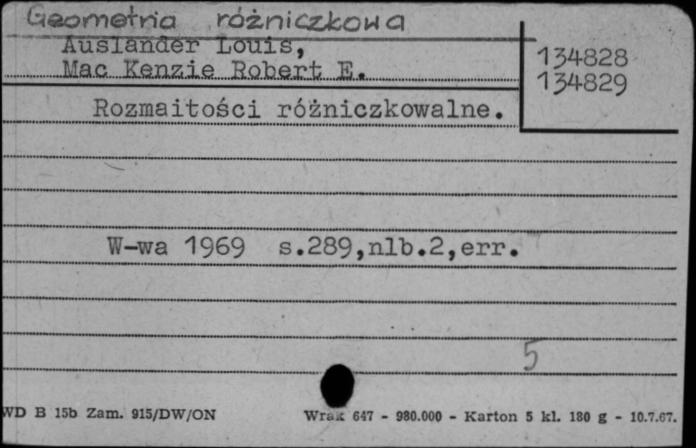 Geometria różniczkowa
Auslander Louis,
134828
Mac Kenzie Robert E.
134829
Rozmaitości różniczkowalne.
W-wa 1969 s.289,nlb.2,err.
5
WD B 15b Zam. 915/DW/ON Wrak 647 - 980.000 - Karton 5 kl. 180 g - 10.7.67.